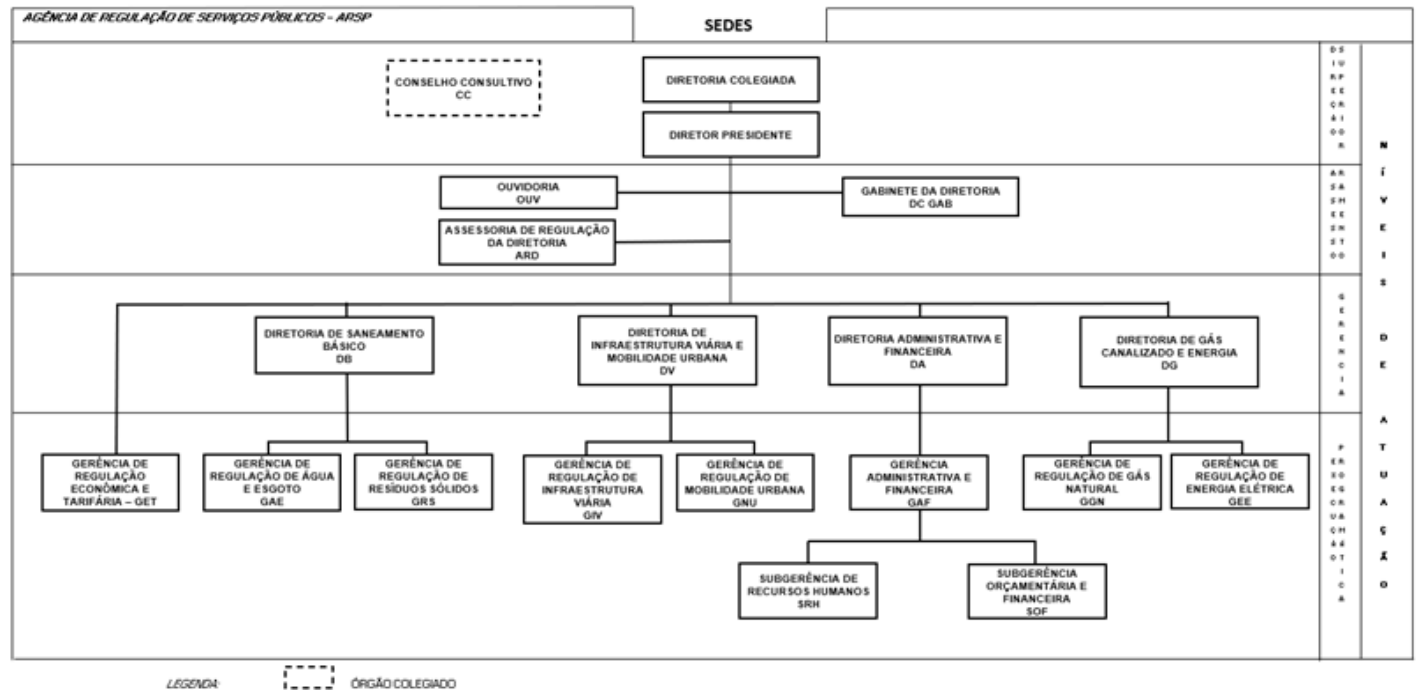 AGÊNCIA DE REGULAÇÃO DE SERVIÇOS PÚBLICOS – ARSP
SEDES
CONSELHO CONSULTIVO
CC
DIRETORIA COLEGIADA
DIRETOR PRESIDENTE
DIREÇÃO SUPERIOR
OUVIDORIA
OUV
GABINETE DA DIRETORIA
DC GAB
ASSESSORIA DE REGULAÇÃO
DA DIRETORIA
ARD
DIRETORIA DE SANEAMENTO
BÁSICO
DB
DIRETORIA DE
INFRAESTRUTURA VIÁRIA E
MOBILIDADE URBANA
DV
DIRETORIA ADMINISTRATIVA E
FINANCEIRA
DA
DIRETORIA DE GÁS
CANALIZADO E ENERGIA
DG
GERENCIA
GERÊNCIA DE
REGULAÇÃO
ECONÔMICA E
TARIFÁRIA – GET
GERÊNCIA DE
REGULAÇÃO DE ÁGUA
E ESGOTO
GAE
GERÊNCIA DE
REGULAÇÃO DE
RESÍDUOS SÓLIDOS
GRS
GERÊNCIA DE
REGULAÇÃO DE
INFRAESTRUTURA
VIÁRIA
GIV
GERÊNCIA DE
REGULAÇÃO DE
MOBILIDADE URBANA
GNU
GERÊNCIA
ADMINISTRATIVA E
FINANCEIRA
GAF
GERÊNCIA DE
REGULAÇÃO DE GÁS
NATURAL
GGN
GERÊNCIA DE
REGULAÇÃO DE
ENERGIA ELÉTRICA
GEE
SUBGERÊNCIA DE
RECURSOS HUMANOS
SRH
SUBGERÊNCIA
ORÇAMENTÁRIA E
FINANCEIRA
SOF
NÍVEIS DE ATUAÇÃO
LEGENDA:
ÓRGÃO COLEGIADO